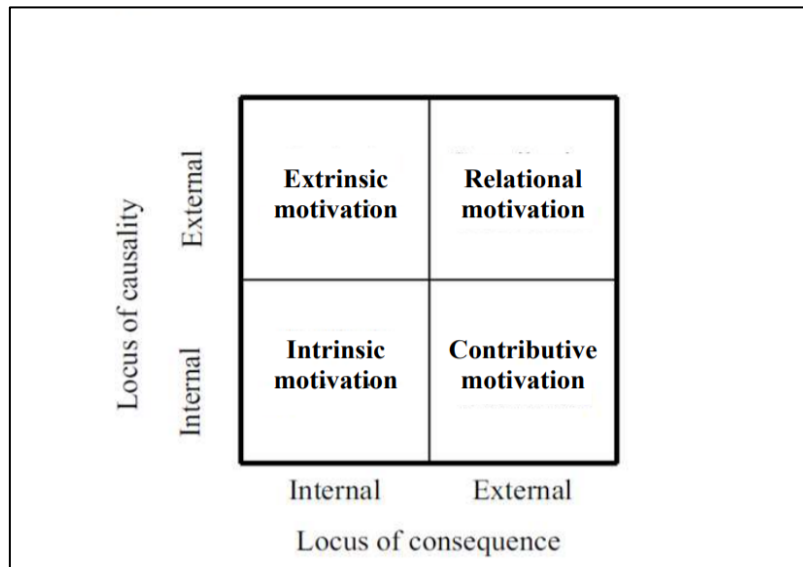 Locus of causality
External
Extrinsic
motivation
Relational
motivation
Internal
Intrinsic
motivation
Contributive
motivation
Internal
External
Locus of consequence